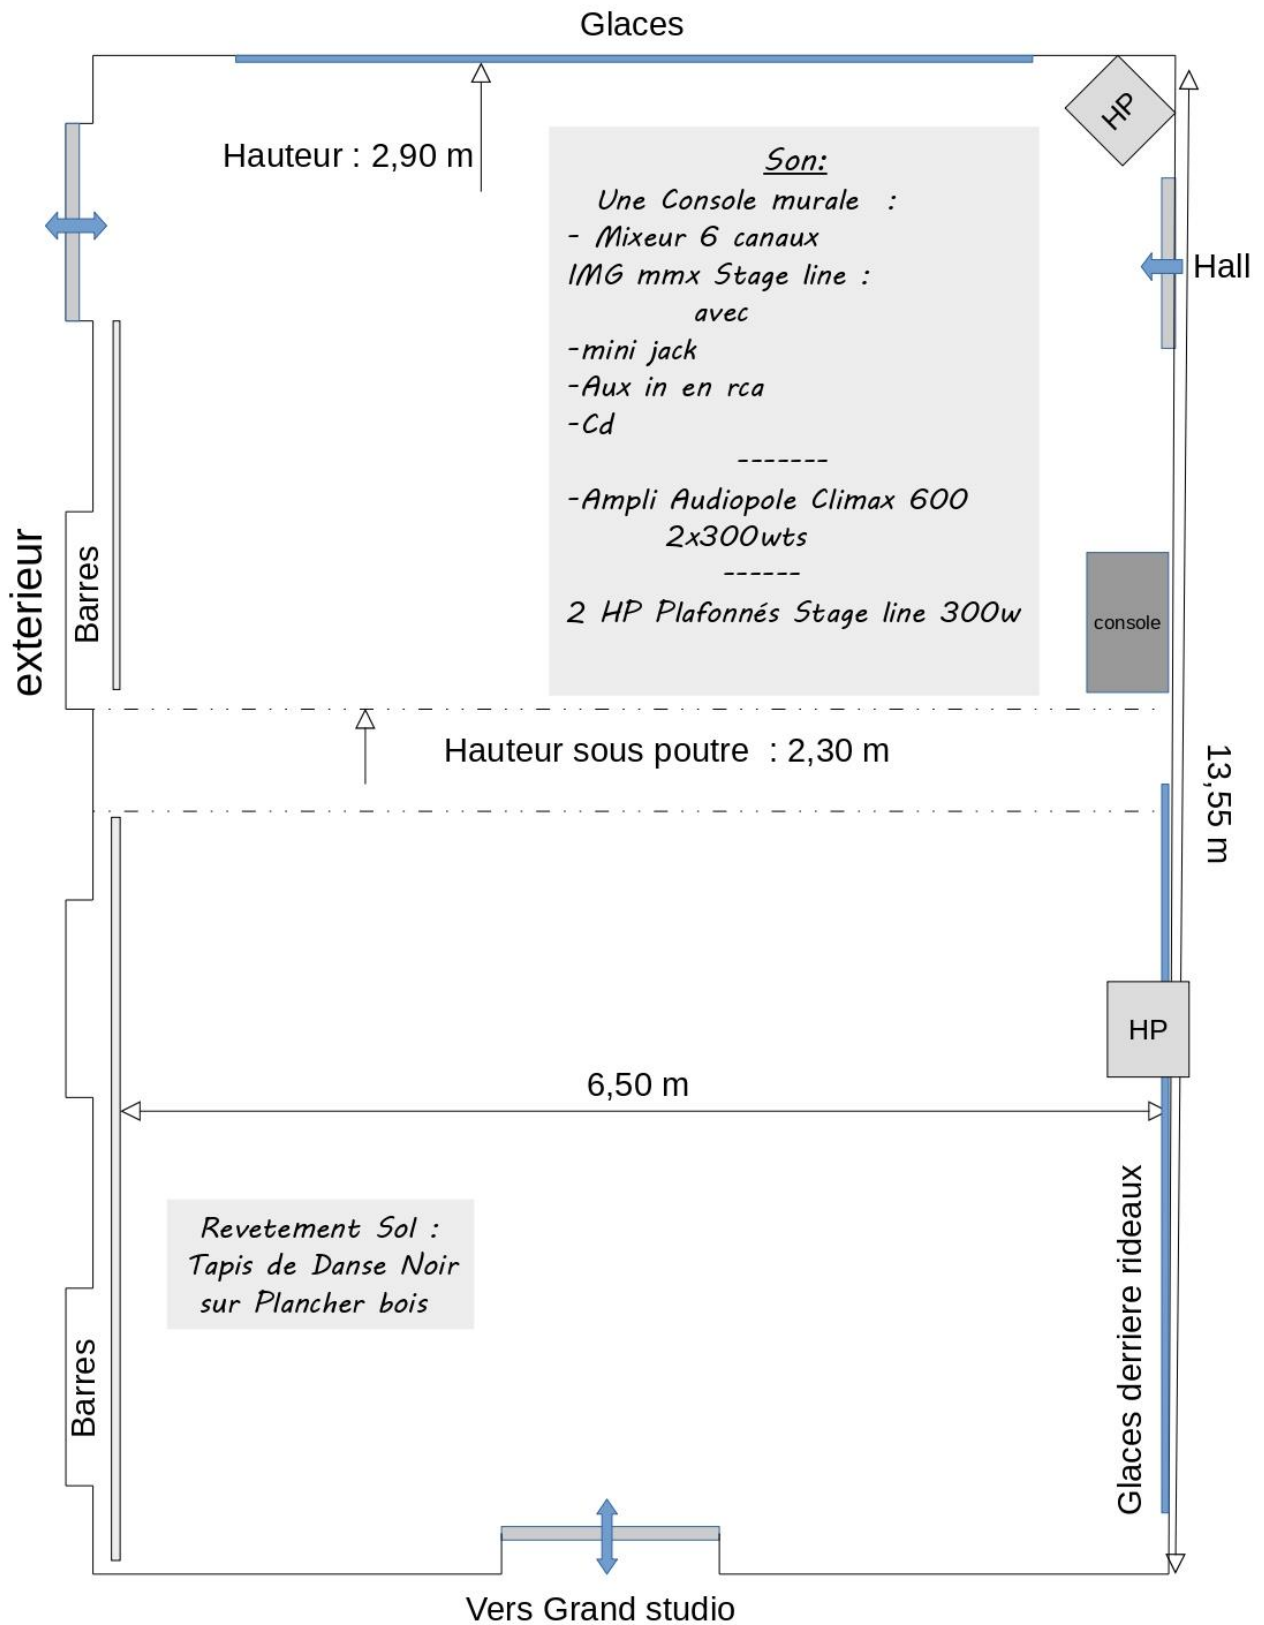 Glaces
HP
Hauteur : 2,90 m
Son:
Une Console murale :
- Mixeur 6 canaux
IMG mmx Stage line :
avec
-mini jack
-Aux in en rca
-Cd
-------
-Ampli Audiopole Climax 600
2x300wts
------
2 HP Plafonnés Stage line 300w
Hall
exterieur
Barres
console
Hauteur sous poutre : 2,30 m
13,55 m
HP
6,50 m
Revetement Sol :
Tapis de Danse Noir
sur Plancher bois
Glaces derriere rideaux
Barres
Vers Grand studio